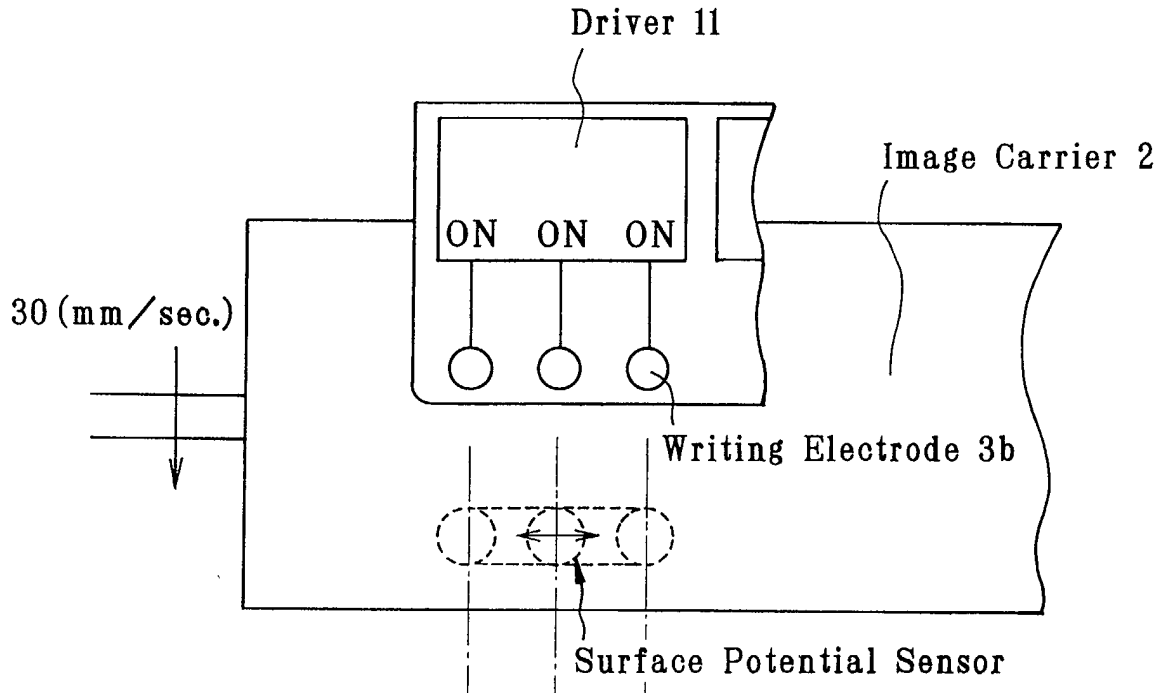 Driver 11
Image Carrier 2
ON ON ON
30 (mm/sec.)
Writing Electrode 3b
Surface Potential Sensor